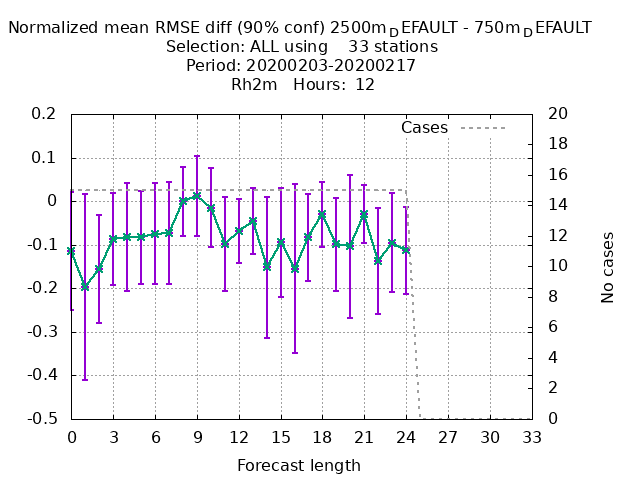 Normalized mean RMSE diff (90% conf) 2500m_DEFAULT - 750m_DEFAULT
Selection: ALL using 33 stations
Period: 20200203-20200217
Rh2m Hours: 12
Cases
0.2
0.1
0
-0.1
-0.2
-0.3
-0.4
-0.5
20
18
16
14
12
10
8
6
4
2
0
No cases
0 3 6 9 12 15 18 21 24 27 30 33
Forecast length